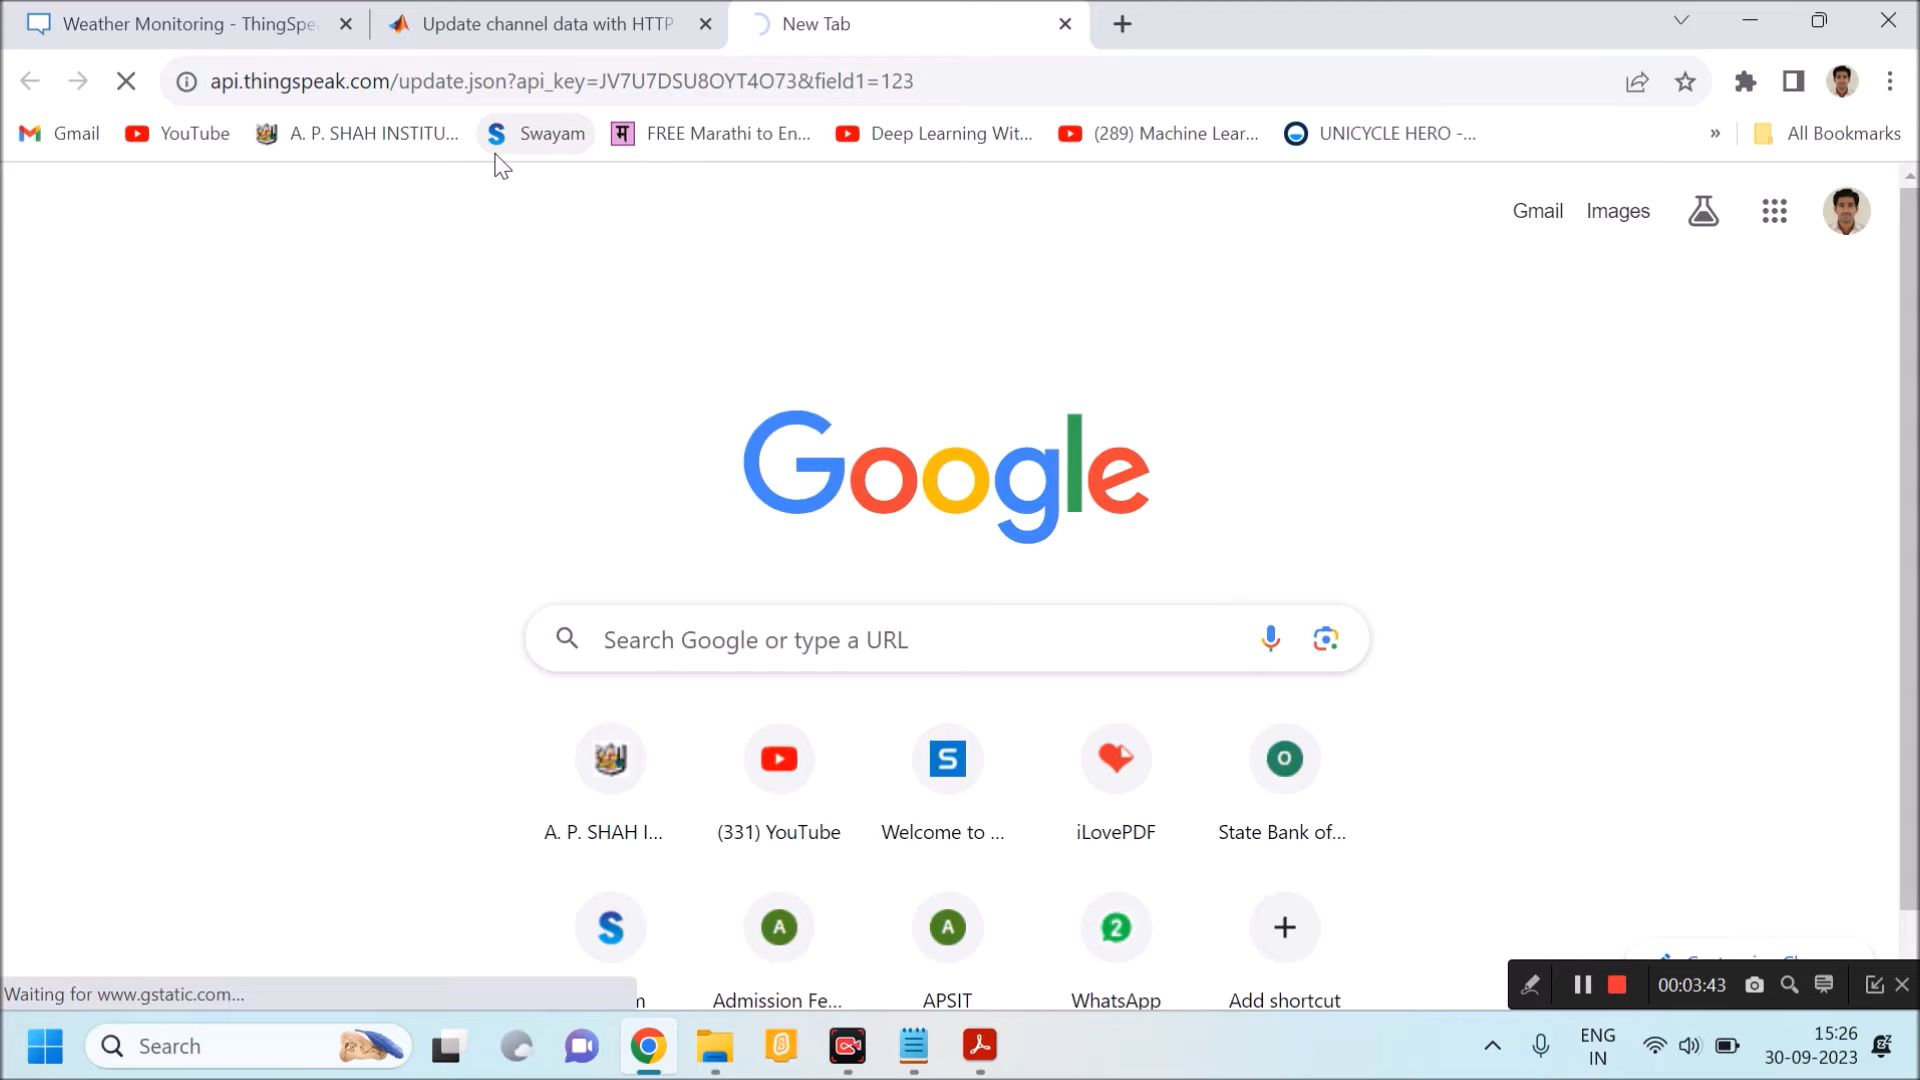 Weather Monitoring - ThingSpe
Update channel data with HTTP
New Tab
api.thingspeak.com/update.json?api_key=JV7U7DSU8OYT4O73&field1=123
Gmail
YouTube
A. P. SHAH INSTITU...
Swayam
FREE Marathi to En...
Deep Learning Wit...
(289) Machine Lear...
UNICYCLE HERO -...
»
All Bookmarks
Gmail
Images
Google
Search Google or type a URL
A. P. SHAH I...
(331) YouTube
Welcome to ...
iLovePDF
State Bank of...
Admission Fe...
APSIT
WhatsApp
Add shortcut
Waiting for www.gstatic.com...
00:03:43
Search
ENG
IN
15:26
30-09-2023